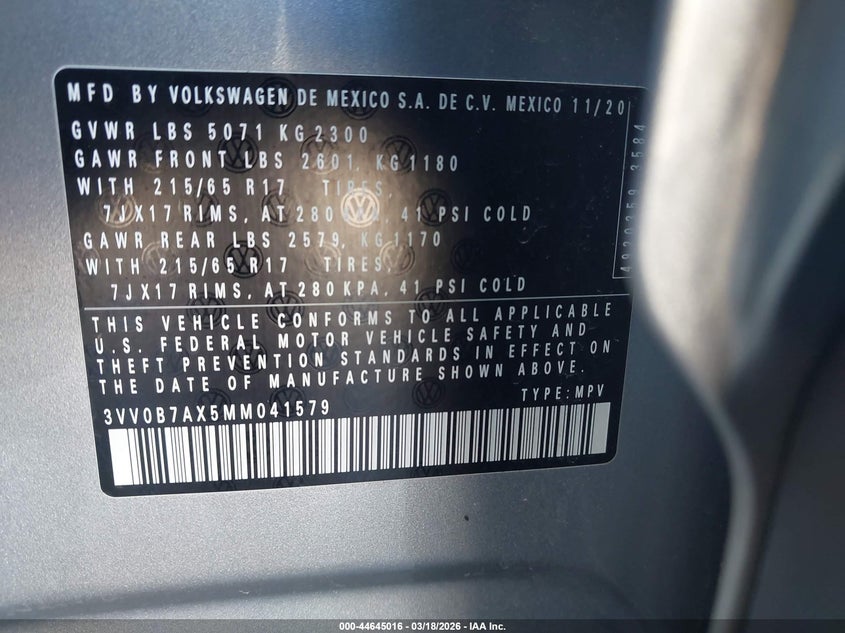 MFD BY VOLKSWAGEN DE MEXICO S.A. DE C.V. MEXICO 11/20
GVWR LBS 5071 KG 2300
GAWR FRONT LBS 2601, KG 1180
WITH 215/65 R17 TIRES,
7JX17 RIMS, AT 280 KPA, 41 PSI COLD
GAWR REAR LBS 2579, KG 1170
WITH 215/65 R17 TIRES,
7JX17 RIMS, AT 280 KPA, 41 PSI COLD
THIS VEHICLE CONFORMS TO ALL APPLICABLE
U.S. FEDERAL MOTOR VEHICLE SAFETY AND
THEFT PREVENTION STANDARDS IN EFFECT ON
THE DATE OF MANUFACTURE SHOWN ABOVE.
3VV0B7AX5MM041579 TYPE: MPV
000-44645016 — 03/18/2026 — IAA Inc.